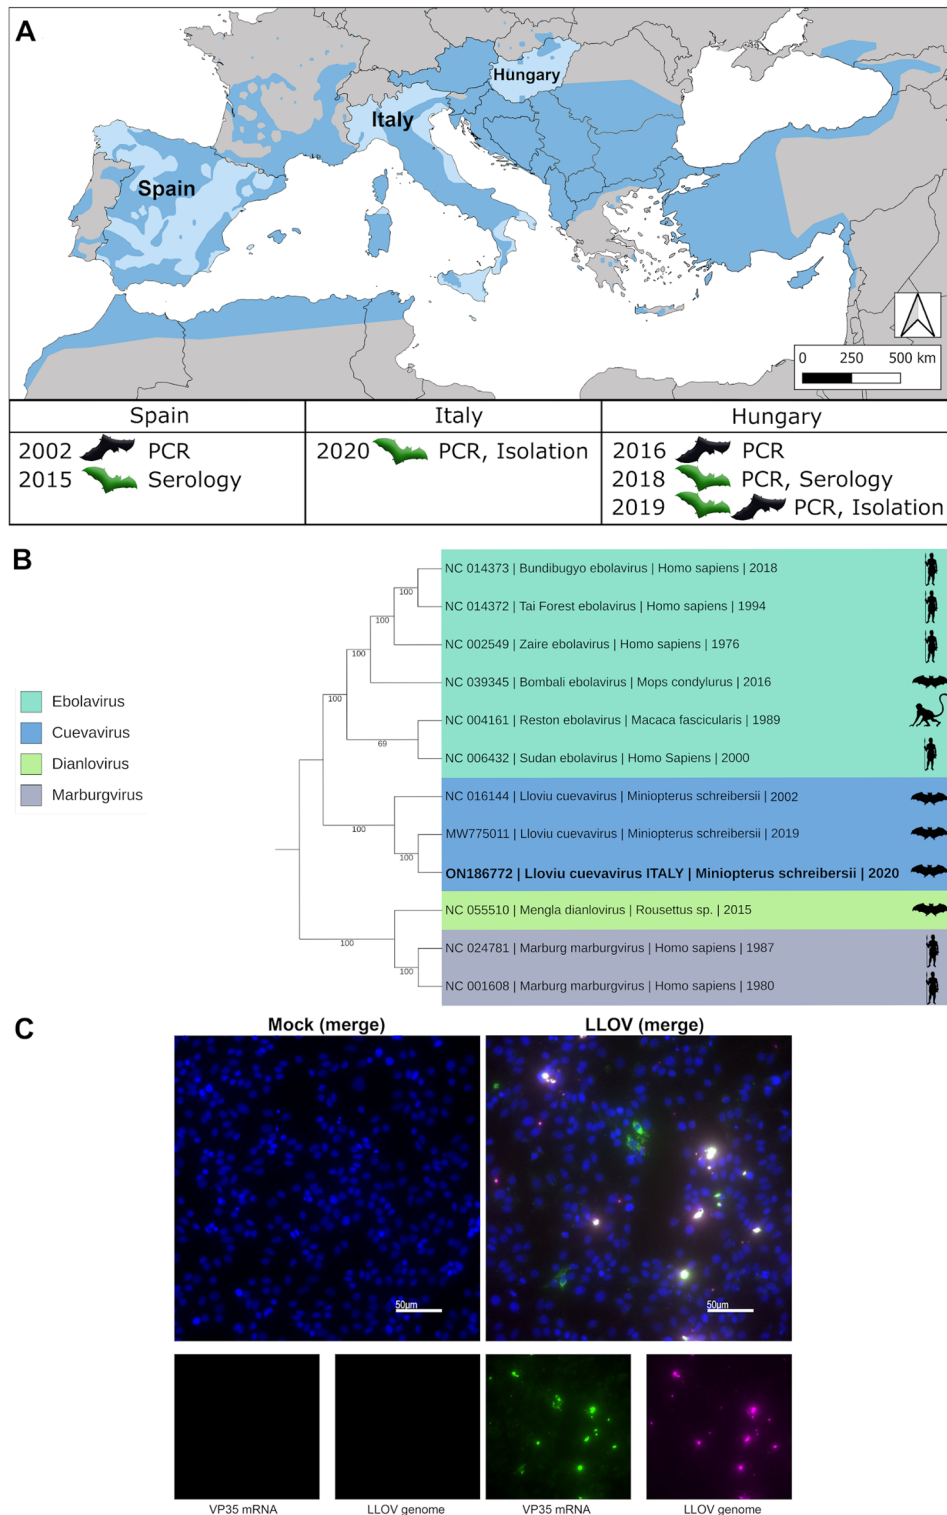 A
Hungary
Italy
Spain
0 250 500 km
Spain Italy Hungary
2002 PCR
2015 Serology
2020 PCR, Isolation
2016 PCR
2018 PCR, Serology
2019 PCR, Isolation
B
Ebolavirus
Cuevavirus
Dianlovirus
Marburgvirus
NC 014373 | Bundibugyo ebolavirus | Homo sapiens | 2018
100
NC 014372 | Tai Forest ebolavirus | Homo sapiens | 1994
100
NC 002549 | Zaire ebolavirus | Homo sapiens | 1976
100
NC 039345 | Bombali ebolavirus | Mops condylurus | 2016
100
NC 004161 | Reston ebolavirus | Macaca fascicularis | 1989
69
NC 006432 | Sudan ebolavirus | Homo Sapiens | 2000
NC 016144 | Lloviu cuevavirus | Miniopterus schreibersii | 2002
100
MW775011 | Lloviu cuevavirus | Miniopterus schreibersii | 2019
100
ON186772 | Lloviu cuevavirus ITALY | Miniopterus schreibersii | 2020
NC 055510 | Mengla dianlovirus | Rousettus sp. | 2015
100
NC 024781 | Marburg marburgvirus | Homo sapiens | 1987
100
NC 001608 | Marburg marburgvirus | Homo sapiens | 1980
C
Mock (merge) LLOV (merge)
50µm 50µm
VP35 mRNA LLOV genome VP35 mRNA LLOV genome